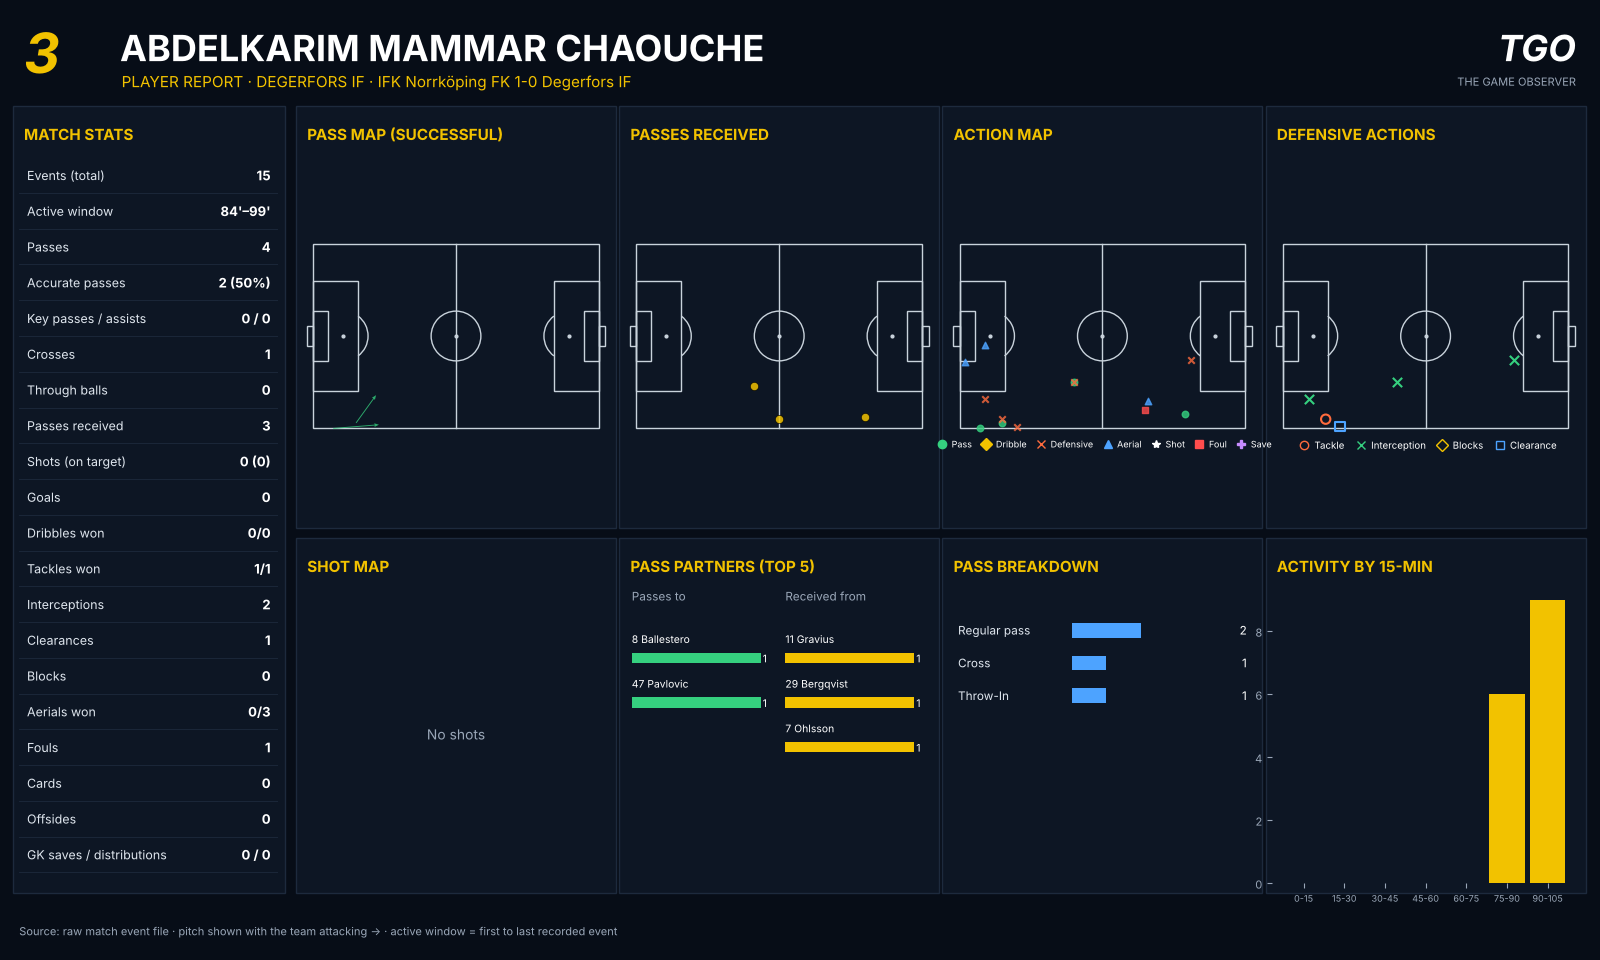 3
ABDELKARIM MAMMAR CHAOUCHE
PLAYER REPORT · DEGERFORS IF · IFK Norrköping FK 1-0 Degerfors IF
TGO
THE GAME OBSERVER
MATCH STATS
Events (total) 15
Active window 84'–99'
Passes 4
Accurate passes 2 (50%)
Key passes / assists 0 / 0
Crosses 1
Through balls 0
Passes received 3
Shots (on target) 0 (0)
Goals 0
Dribbles won 0/0
Tackles won 1/1
Interceptions 2
Clearances 1
Blocks 0
Aerials won 0/3
Fouls 1
Cards 0
Offsides 0
GK saves / distributions 0 / 0
PASS MAP (SUCCESSFUL)
PASSES RECEIVED
ACTION MAP
Pass Dribble Defensive Aerial Shot Foul Save
DEFENSIVE ACTIONS
Tackle Interception Blocks Clearance
SHOT MAP
No shots
PASS PARTNERS (TOP 5)
Passes to Received from
8 Ballestero 11 Gravius
1 1
47 Pavlovic 29 Bergqvist
1 1
7 Ohlsson
1
PASS BREAKDOWN
Regular pass 2
Cross 1
Throw-In 1
ACTIVITY BY 15-MIN
8
6
4
2
0
0-15 15-30 30-45 45-60 60-75 75-90 90-105
Source: raw match event file · pitch shown with the team attacking → · active window = first to last recorded event